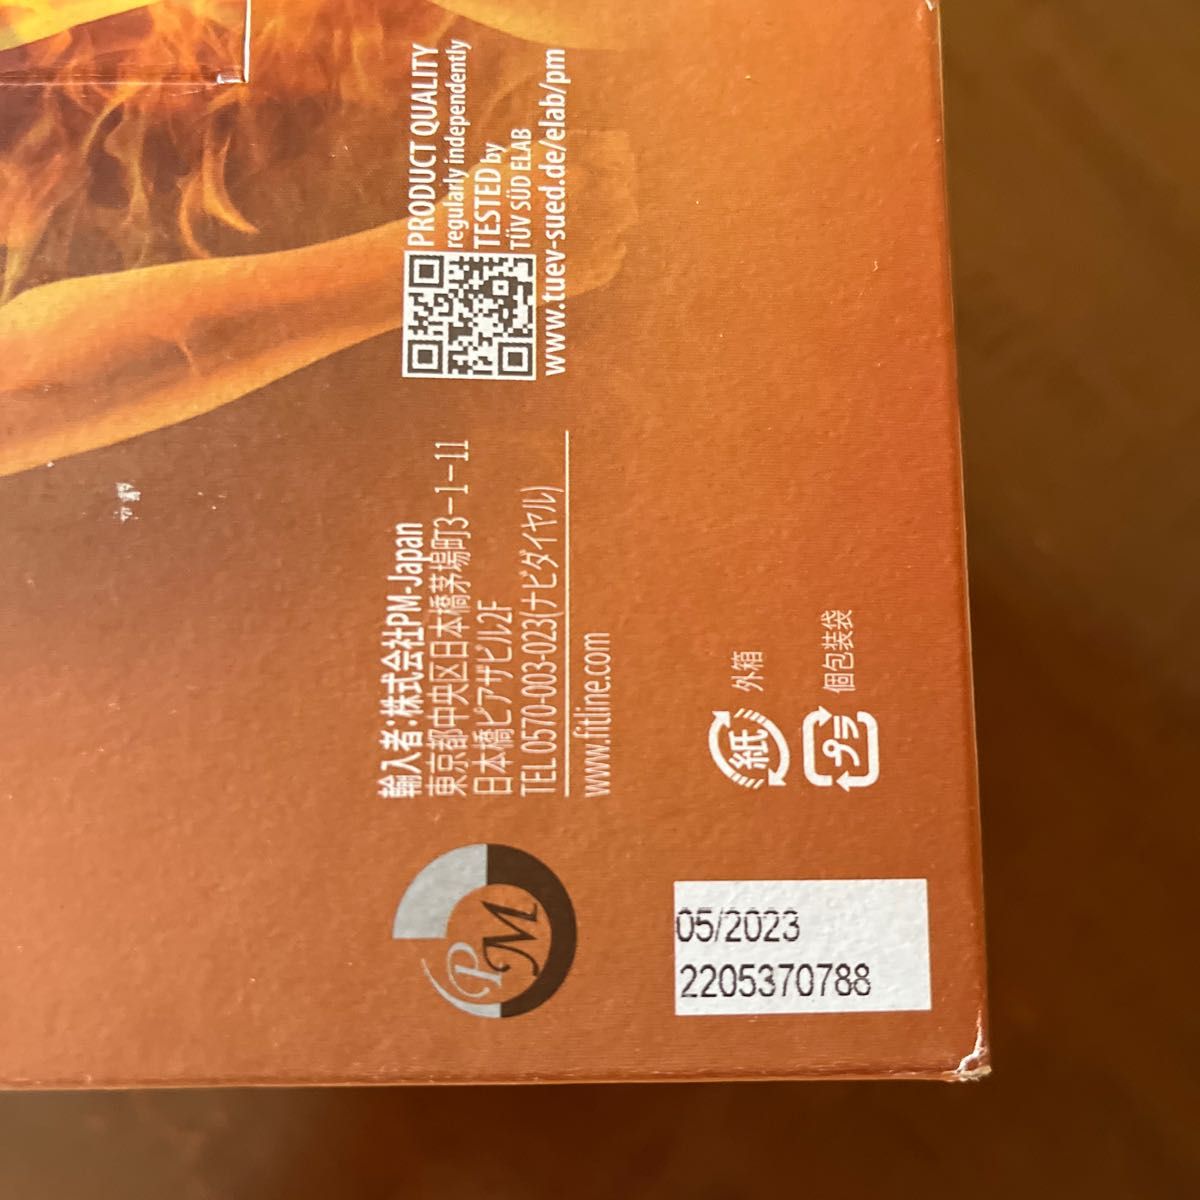 PRODUCT QUALITY
regularly independently
TESTED by
TÜV SÜD ELAB
www.tuev-sued.de/elab/pm
輸入者:株式会社PM-Japan
東京都中央区日本橋茅場町3-1-11
日本橋ピアザビル2F
TEL 0570-003-023(ナビダイヤル)
www.fitline.com
紙 外箱
プラ 個包装袋
PM
05/2023
2205370788